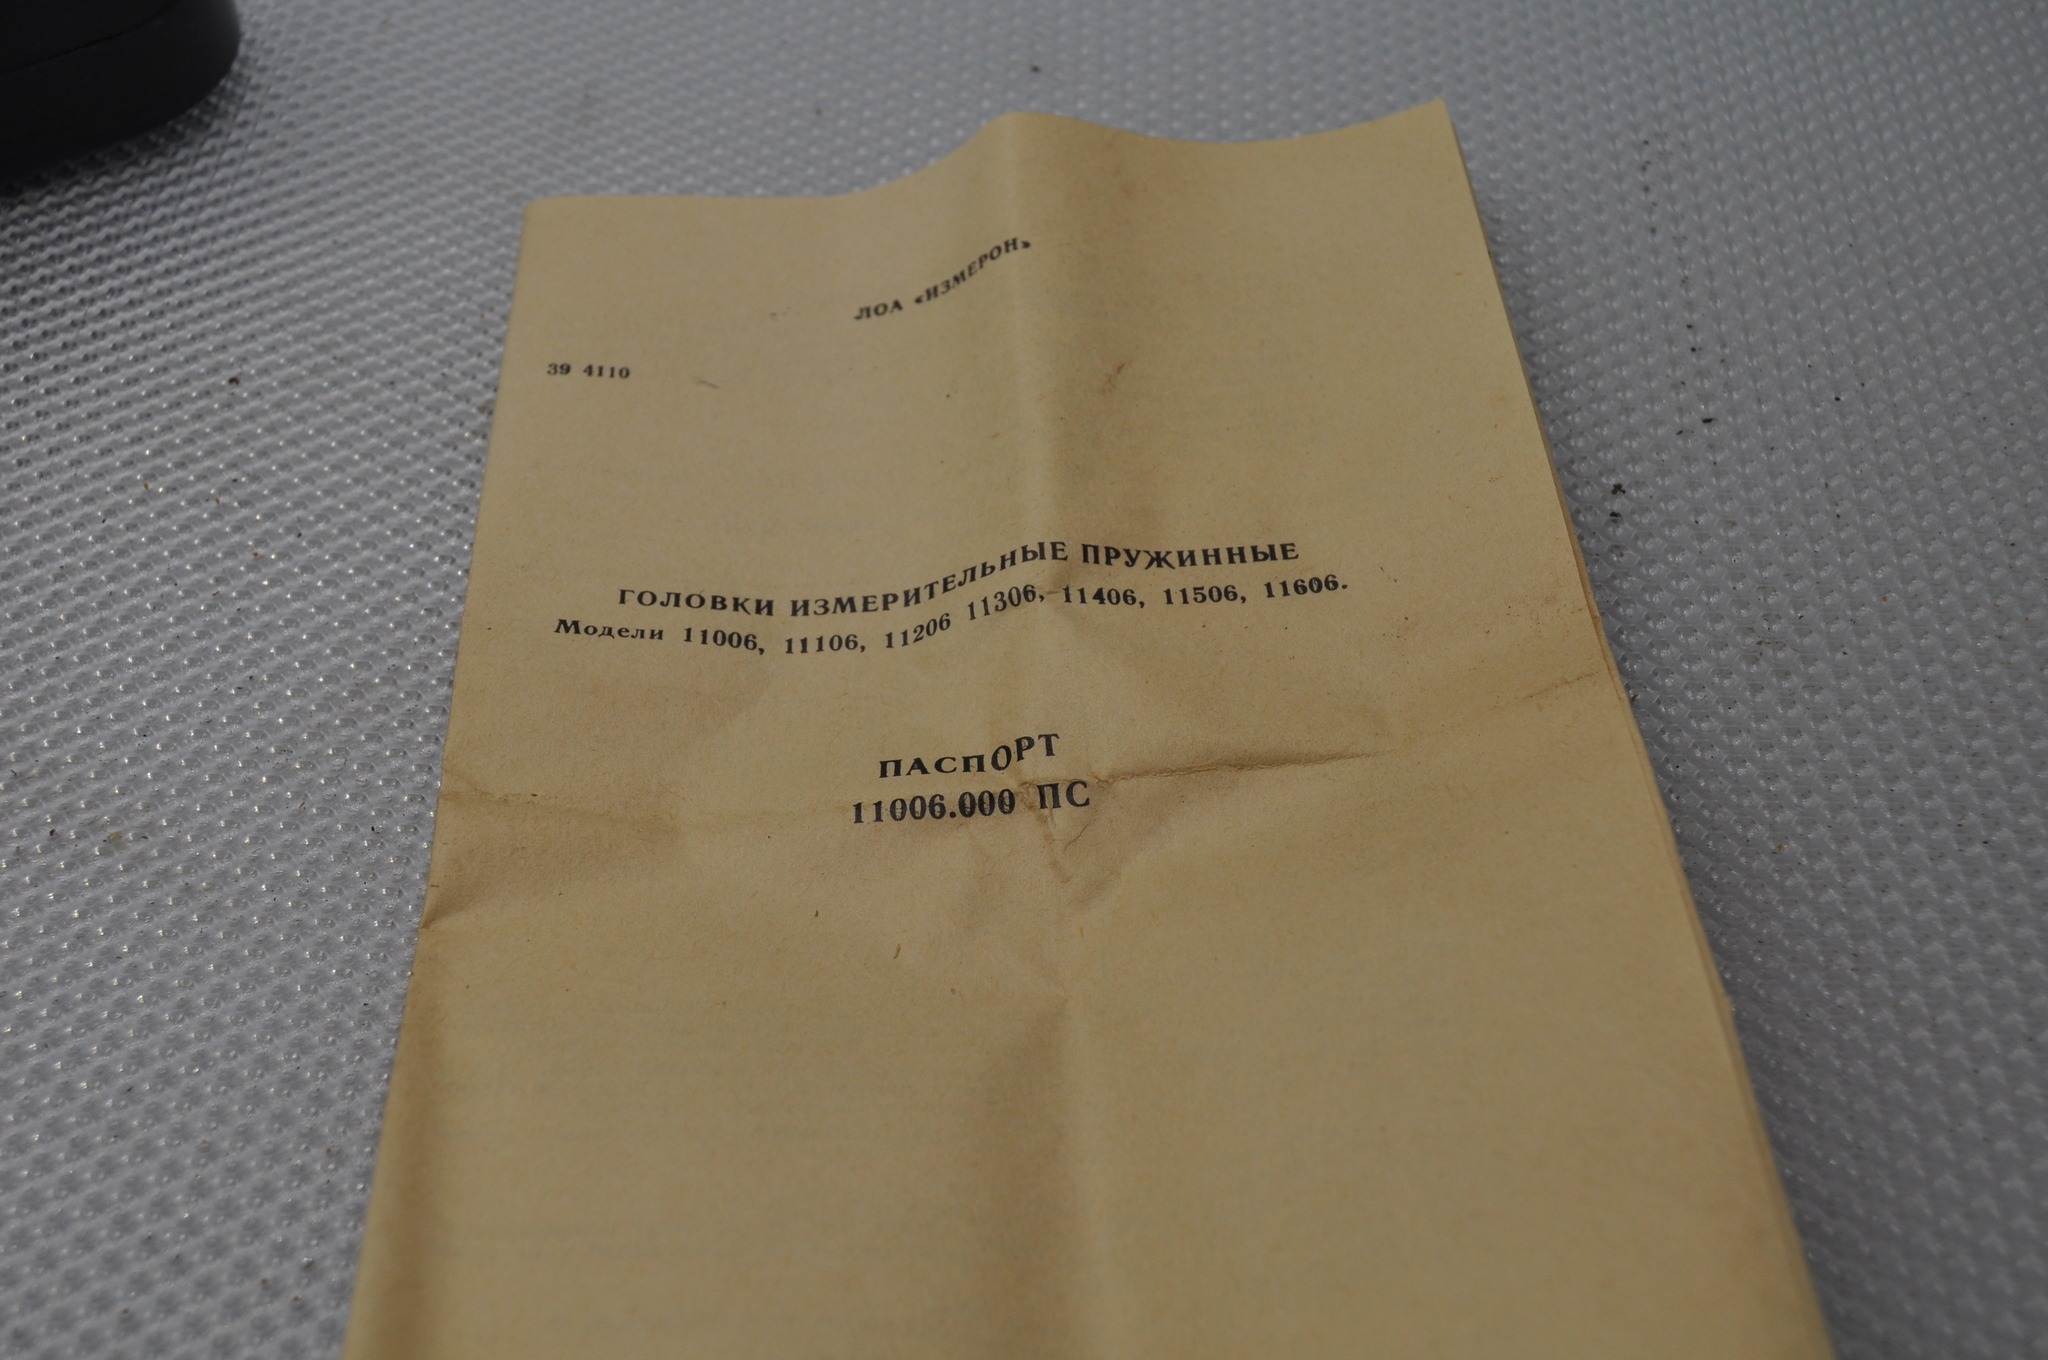 ЛОА «ИЗМЕРОН»
39 4110
ГОЛОВКИ ИЗМЕРИТЕЛЬНЫЕ ПРУЖИННЫЕ
Модели 11006, 11106, 11206 11306, 11406, 11506, 11606.
ПАСПОРТ
11006.000 ПС